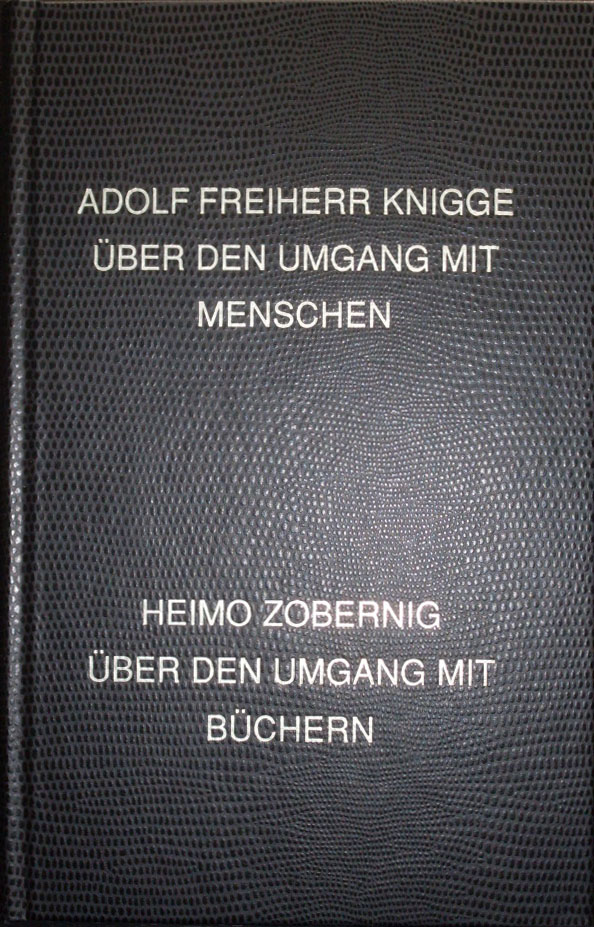 ADOLF FREIHERR KNIGGE
ÜBER DEN UMGANG MIT
MENSCHEN
HEIMO ZOBERNIG
ÜBER DEN UMGANG MIT
BÜCHERN